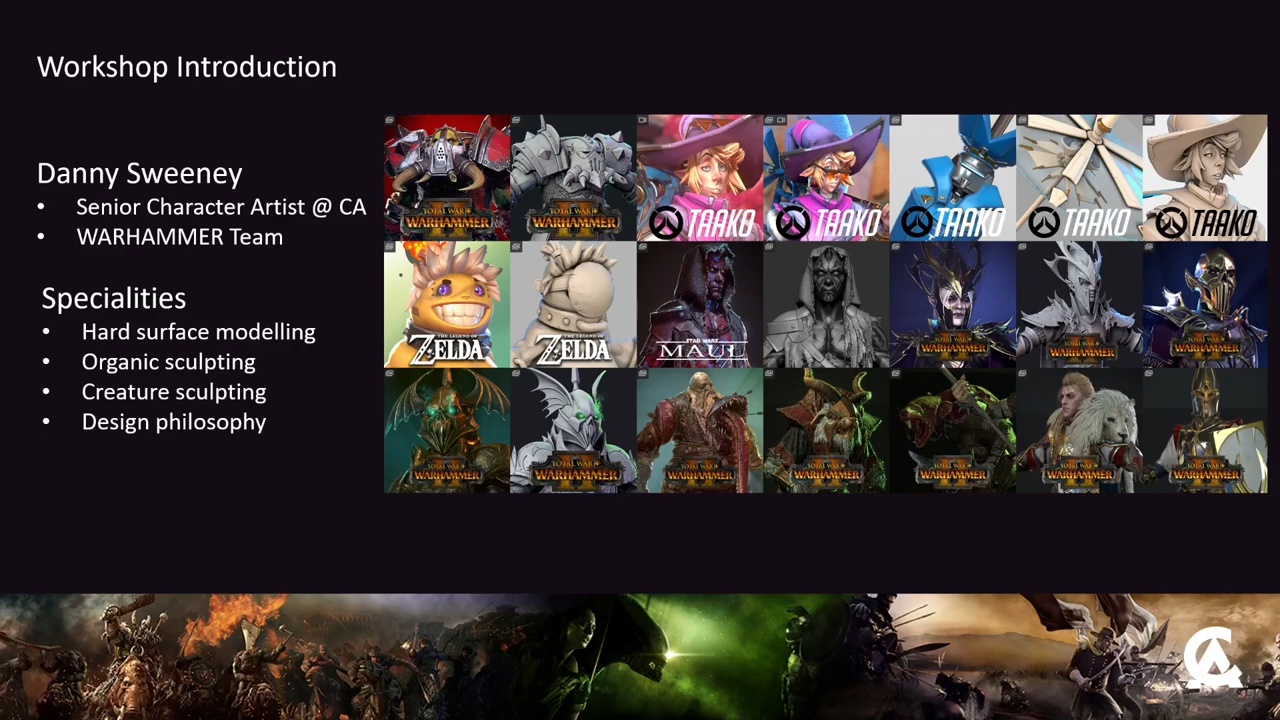 Workshop Introduction
Danny Sweeney
• Senior Character Artist @ CA
• WARHAMMER Team
Specialities
• Hard surface modelling
• Organic sculpting
• Creature sculpting
• Design philosophy
TOTAL WAR
WARHAMMER
TOTAL WAR
WARHAMMER
TAAKO
TAAKO
TAAKO
TAAKO
TAAKO
THE LEGEND OF
ZELDA
THE LEGEND OF
ZELDA
STAR WARS
MAUL
TOTAL WAR
WARHAMMER
TOTAL WAR
WARHAMMER
TOTAL WAR
WARHAMMER
TOTAL WAR
WARHAMMER
TOTAL WAR
WARHAMMER
TOTAL WAR
WARHAMMER
TOTAL WAR
WARHAMMER
TOTAL WAR
WARHAMMER
TOTAL WAR
WARHAMMER
TOTAL WAR
WARHAMMER
CA